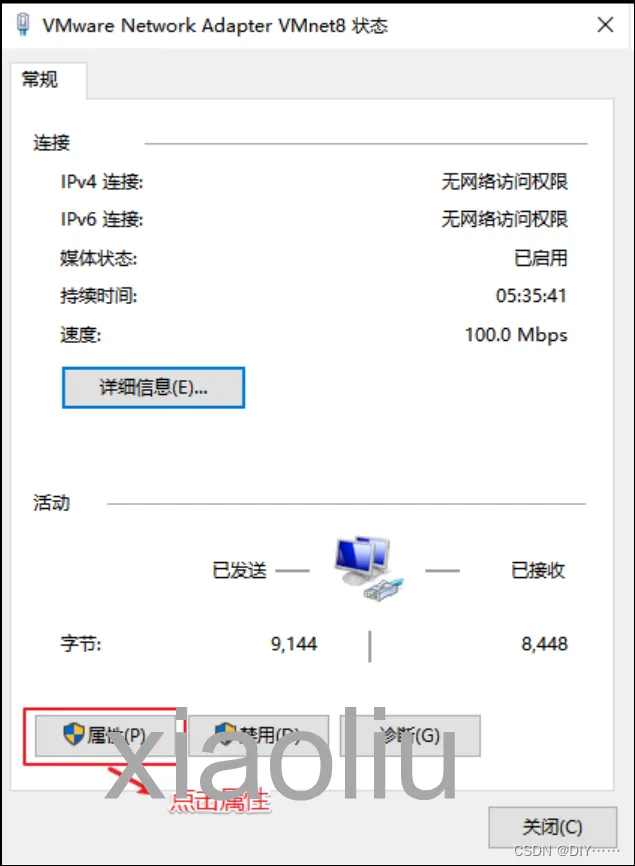 VMware Network Adapter VMnet8 状态
常规
连接
IPv4 连接: 无网络访问权限
IPv6 连接: 无网络访问权限
媒体状态: 已启用
持续时间: 05:35:41
速度: 100.0 Mbps
详细信息(E)...
活动
已发送 — — 已接收
字节: 9,144 8,448
属性(P) 禁用(D) 诊断(G)
xiaoliu
点击属性
关闭(C)
CSDN @DIY……